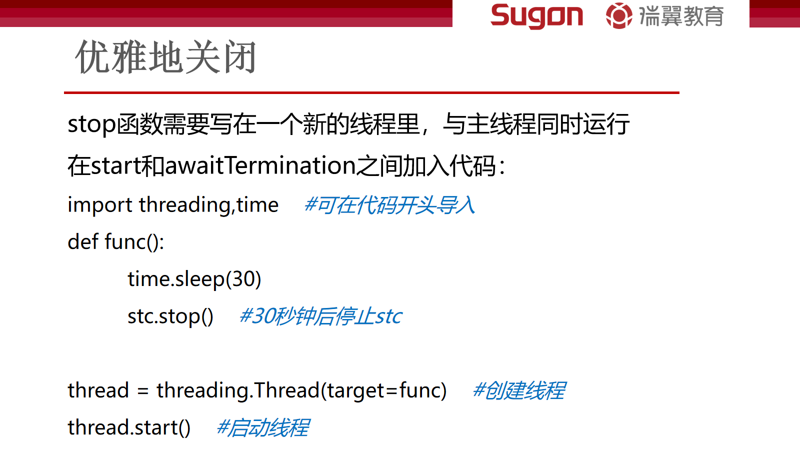 Sugon 瑞翼教育
优雅地关闭
stop函数需要写在一个新的线程里，与主线程同时运行
在start和awaitTermination之间加入代码：
import threading,time #可在代码开头导入
def func():
time.sleep(30)
stc.stop() #30秒钟后停止stc
thread = threading.Thread(target=func) #创建线程
thread.start() #启动线程